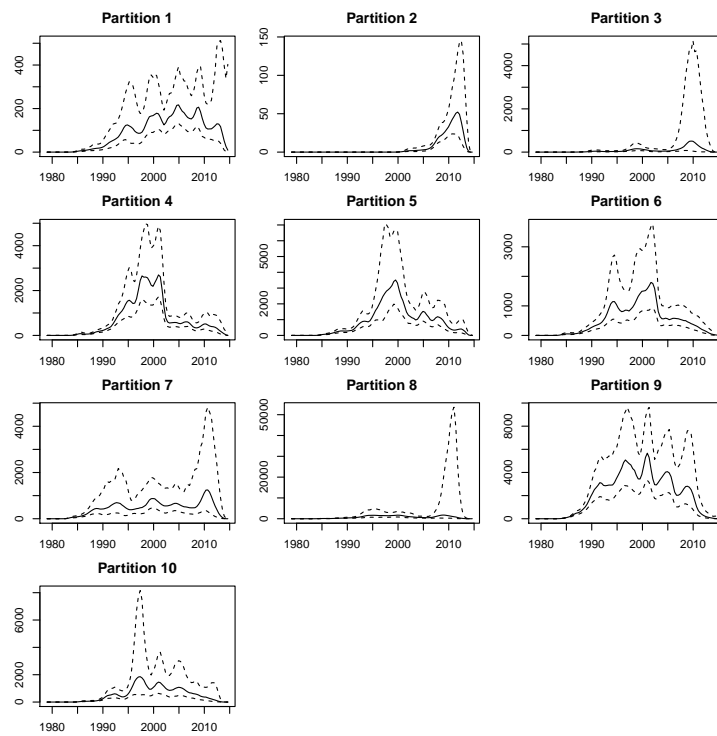 Partition 1
0 200 400
1980 1990 2000 2010
Partition 2
0 50 100 150
1980 1990 2000 2010
Partition 3
0 2000 4000
1980 1990 2000 2010
Partition 4
0 2000 4000
1980 1990 2000 2010
Partition 5
0 2000 6000
1980 1990 2000 2010
Partition 6
0 1000 3000
1980 1990 2000 2010
Partition 7
0 2000 4000
1980 1990 2000 2010
Partition 8
0 20000 50000
1980 1990 2000 2010
Partition 9
0 4000 8000
1980 1990 2000 2010
Partition 10
0 2000 6000
1980 1990 2000 2010